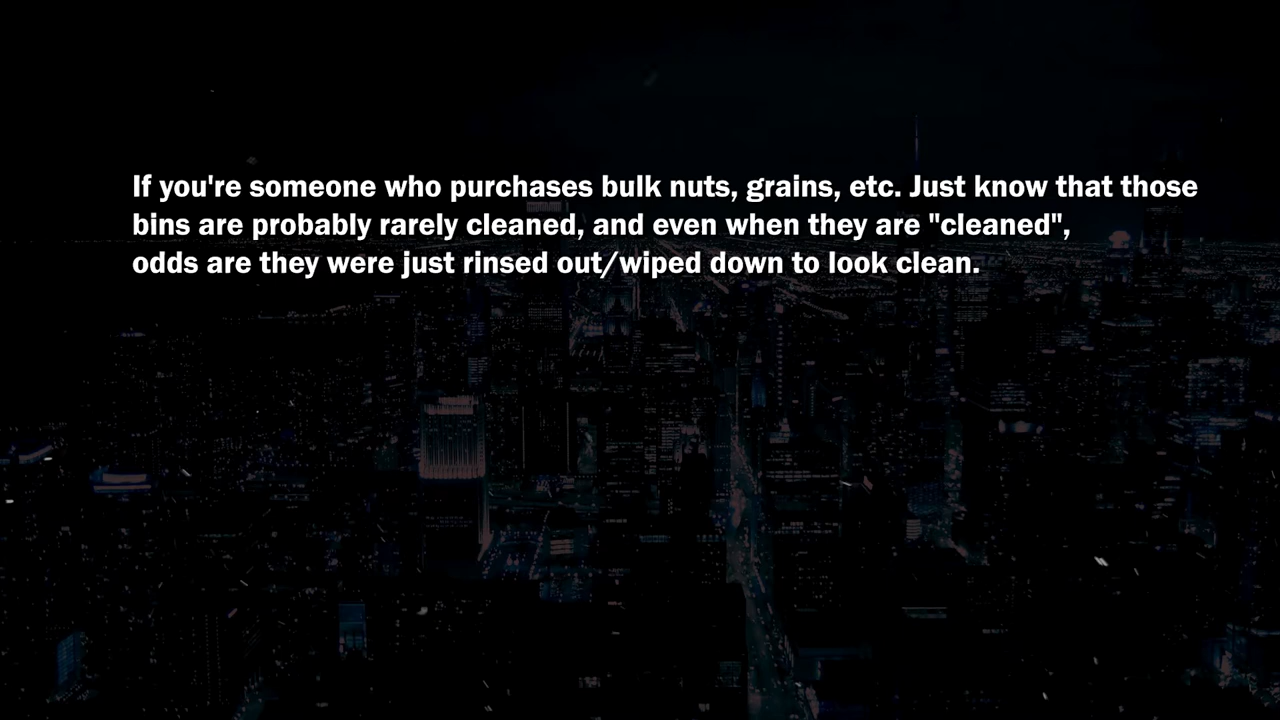 If you're someone who purchases bulk nuts, grains, etc. Just know that those
bins are probably rarely cleaned, and even when they are "cleaned",
odds are they were just rinsed out/wiped down to look clean.